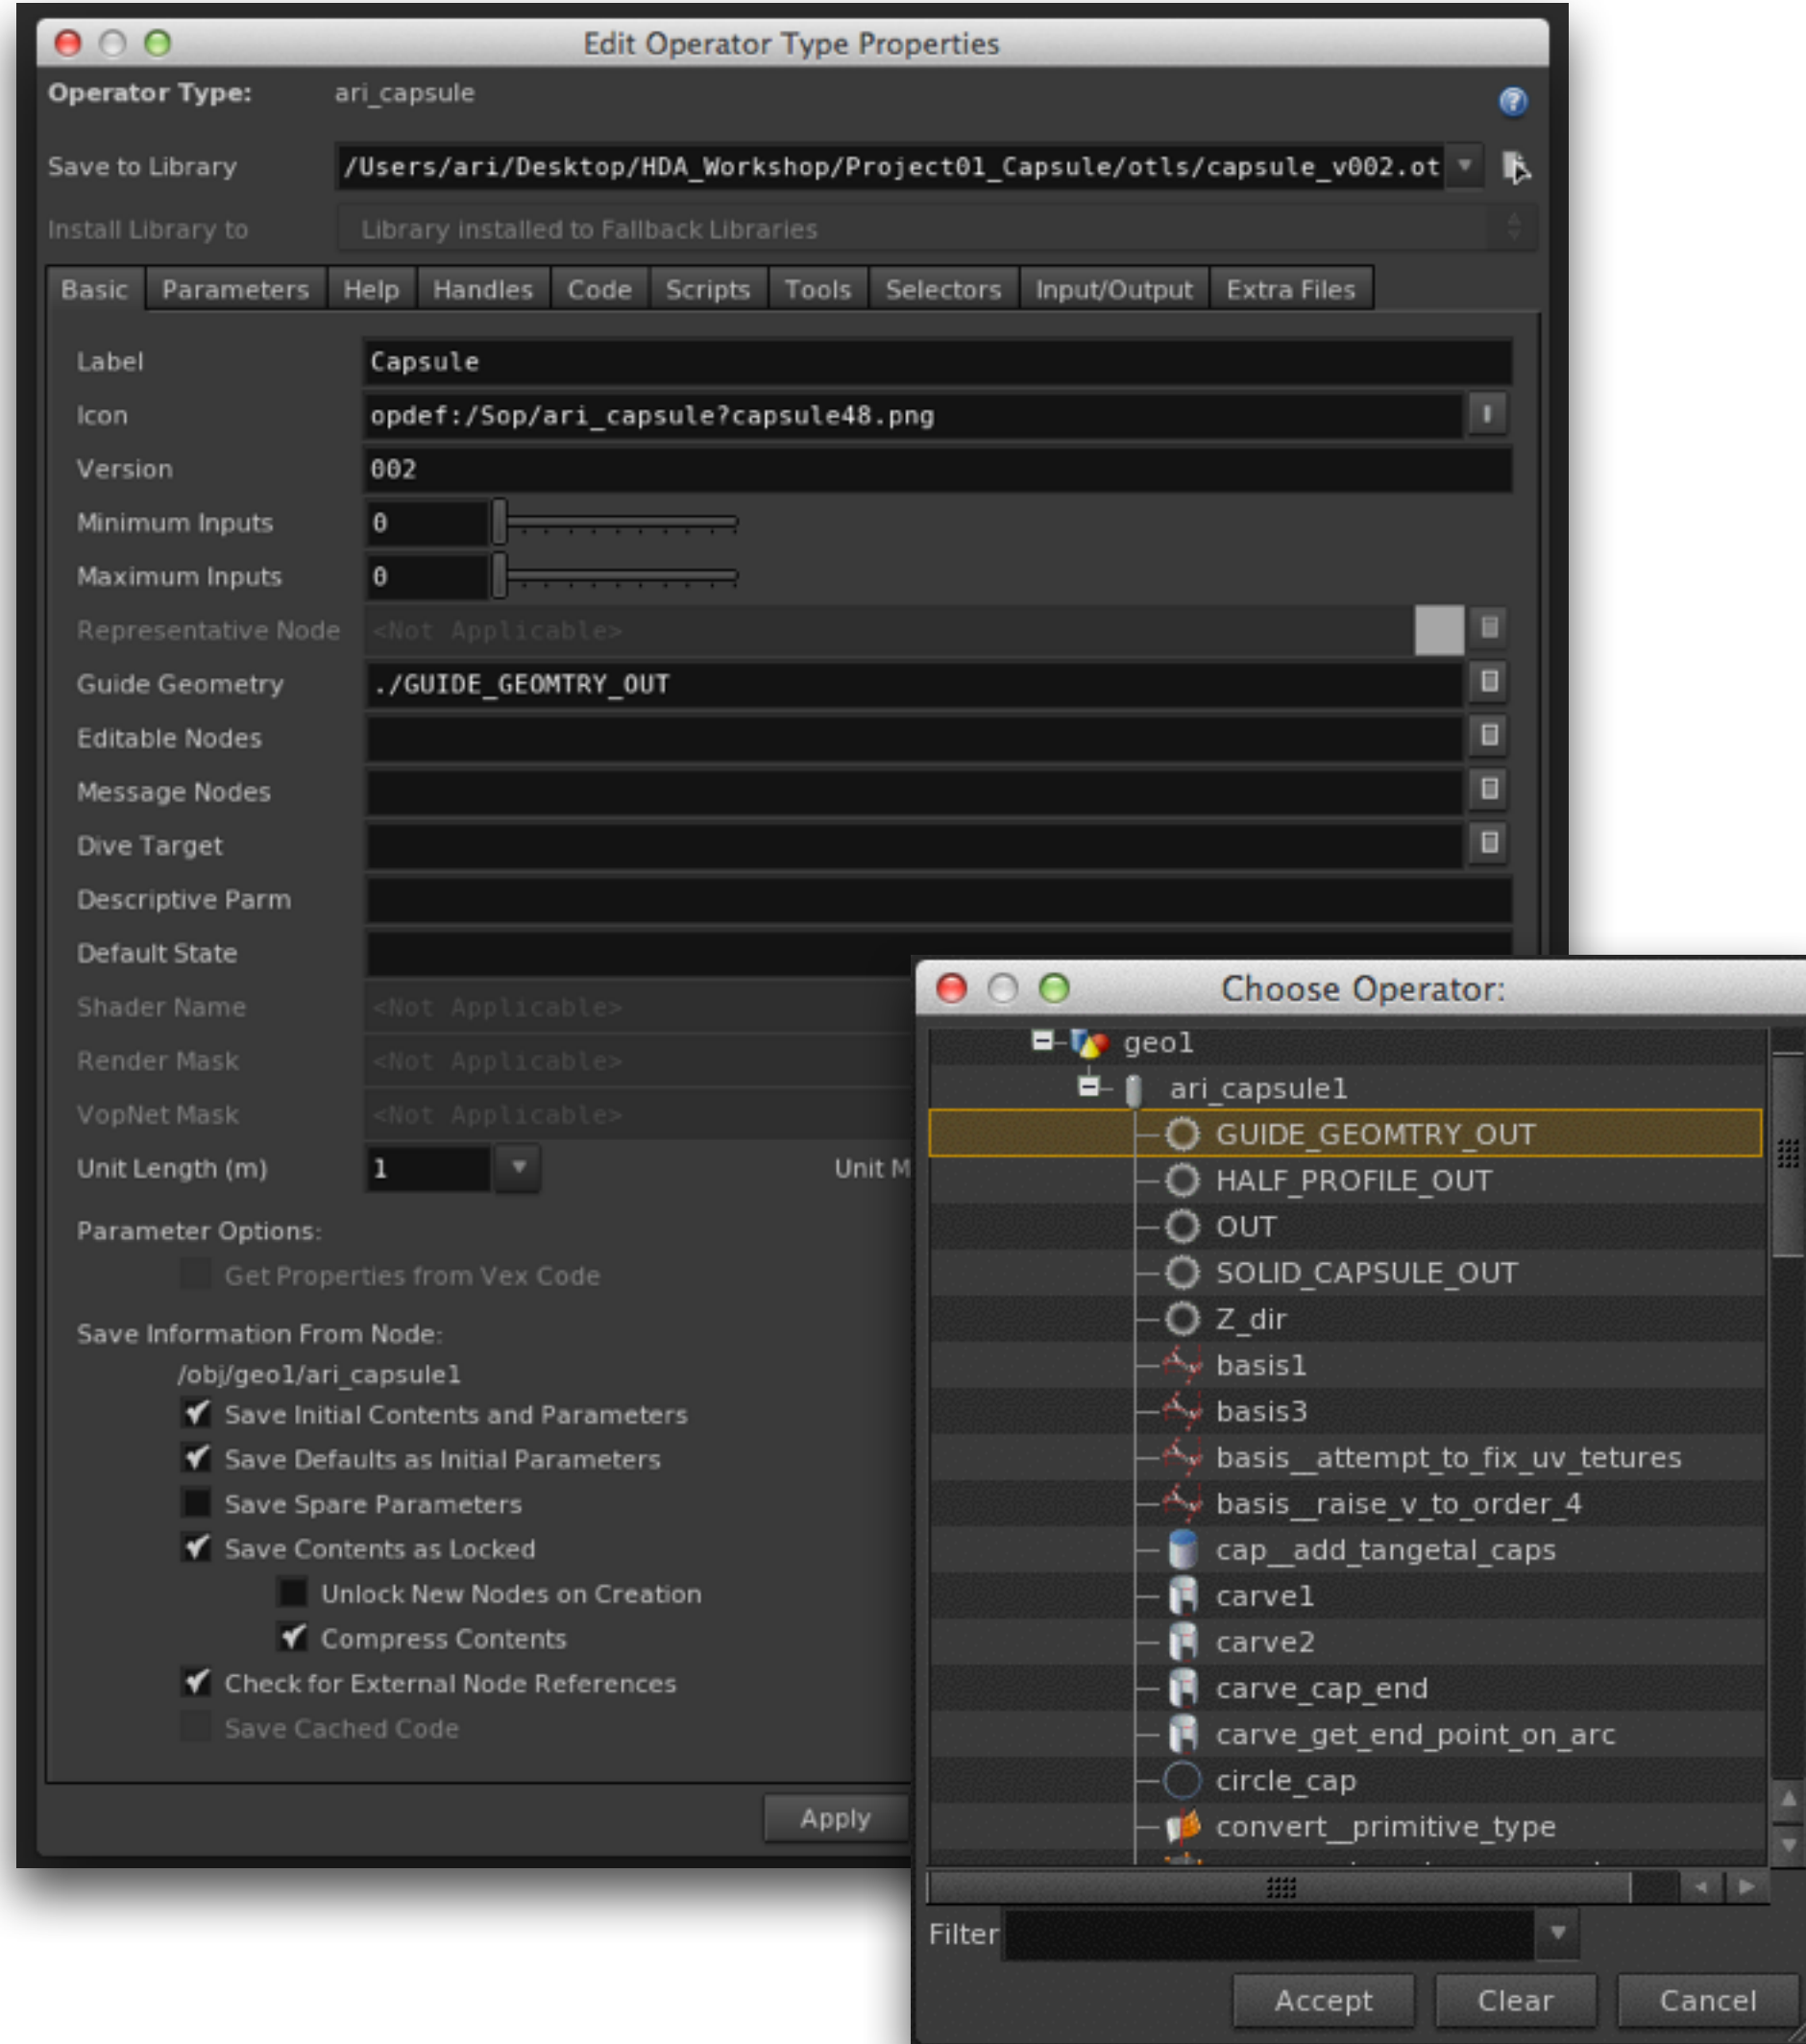 Edit Operator Type Properties
Operator Type: ari_capsule
Save to Library /Users/ari/Desktop/HDA_Workshop/Project01_Capsule/otls/capsule_v002.ot
Install Library to Library installed to Fallback Libraries
Basic Parameters Help Handles Code Scripts Tools Selectors Input/Output Extra Files
Label Capsule
Icon opdef:/Sop/ari_capsule?capsule48.png
Version 002
Minimum Inputs 0
Maximum Inputs 0
Representative Node <Not Applicable>
Guide Geometry ./GUIDE_GEOMTRY_OUT
Editable Nodes
Message Nodes
Dive Target
Descriptive Parm
Default State
Shader Name <Not Applicable>
Render Mask <Not Applicable>
VopNet Mask <Not Applicable>
Unit Length (m) 1 Unit M
Parameter Options:
Get Properties from Vex Code
Save Information From Node:
/obj/geo1/ari_capsule1
Save Initial Contents and Parameters
Save Defaults as Initial Parameters
Save Spare Parameters
Save Contents as Locked
Unlock New Nodes on Creation
Compress Contents
Check for External Node References
Save Cached Code
Apply
Choose Operator:
geo1
ari_capsule1
GUIDE_GEOMTRY_OUT
HALF_PROFILE_OUT
OUT
SOLID_CAPSULE_OUT
Z_dir
basis1
basis3
basis__attempt_to_fix_uv_tetures
basis__raise_v_to_order_4
cap__add_tangetal_caps
carve1
carve2
carve_cap_end
carve_get_end_point_on_arc
circle_cap
convert__primitive_type
Filter
Accept Clear Cancel